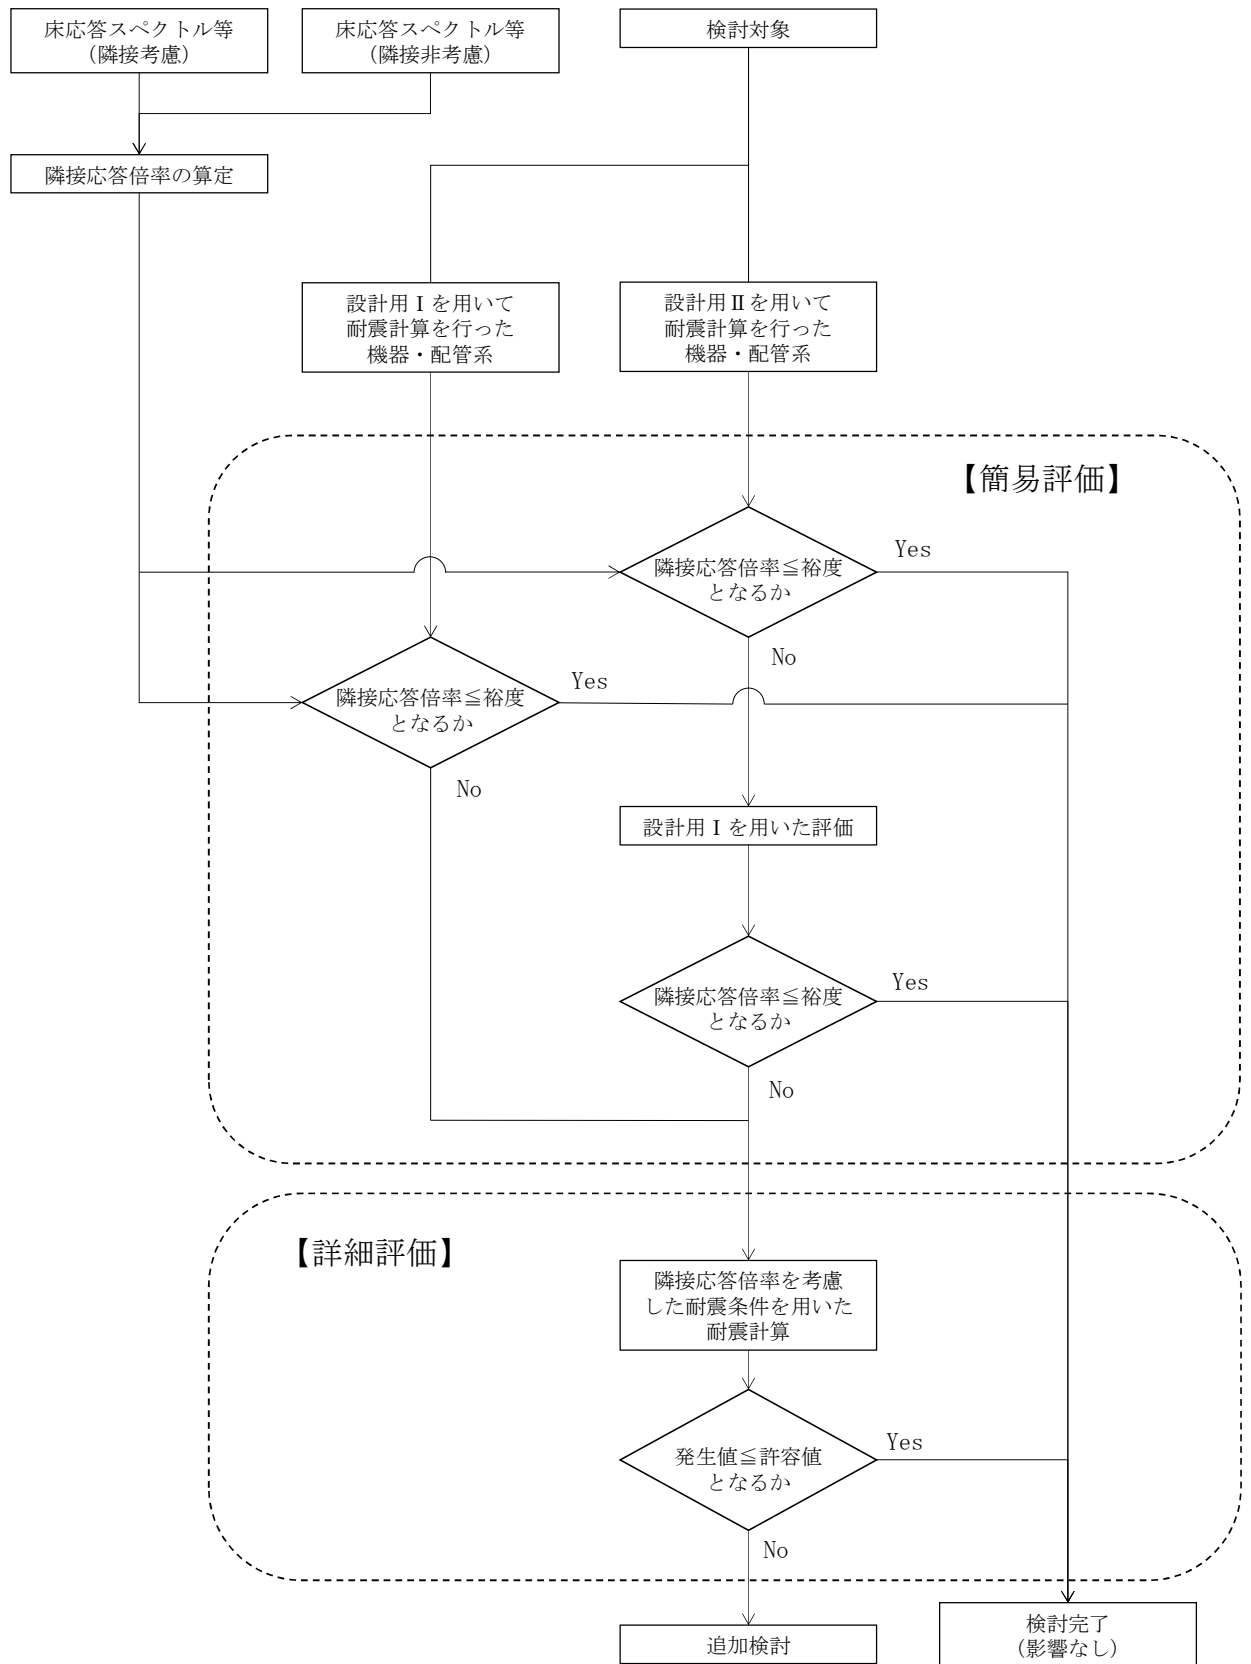 床応答スペクトル等
（隣接考慮）
床応答スペクトル等
（隣接非考慮）
検討対象
隣接応答倍率の算定
設計用Ⅰを用いて
耐震計算を行った
機器・配管系
設計用Ⅱを用いて
耐震計算を行った
機器・配管系
【簡易評価】
隣接応答倍率≦裕度
となるか
Yes
No
隣接応答倍率≦裕度
となるか
Yes
No
設計用Ⅰを用いた評価
隣接応答倍率≦裕度
となるか
Yes
No
【詳細評価】
隣接応答倍率を考慮
した耐震条件を用いた
耐震計算
発生値≦許容値
となるか
Yes
No
追加検討
検討完了
（影響なし）